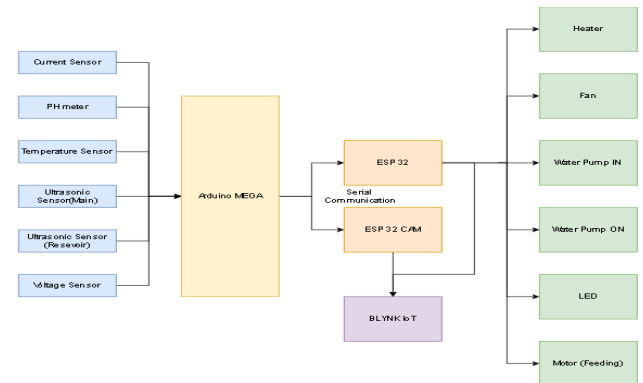 Current Sensor
PH meter
Temperature Sensor
Ultrasonic
Sensor(Main)
Ultrasonic Sensor
(Resevoir)
Voltage Sensor
Arduino MEGA
ESP 32
Serial
Communication
ESP 32 CAM
BLYNK IoT
Heater
Fan
Water Pump IN
Water Pump ON
LED
Motor (Feeding)